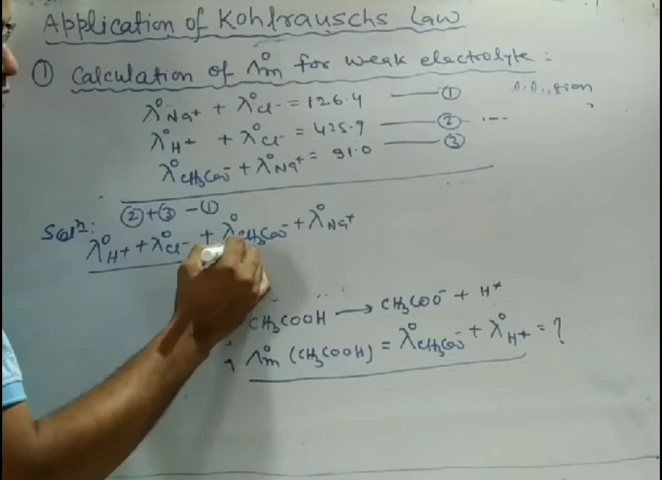 Application of Kohlrauschs Law
① Calculation of Λ°m for weak electrolyte:
λ°Na⁺ + λ°Cl⁻ = 126.4 —— ①
λ°H⁺ + λ°Cl⁻ = 425.9 —— ② ...
λ°CH₃COO⁻ + λ°Na⁺ = 91.0 —— ③
② + ③ - ①
Solⁿ:
λ°H⁺ + λ°Cl⁻ + λ°CH₃COO⁻ + λ°Na⁺
CH₃COOH → CH₃COO⁻ + H⁺
Λ°m (CH₃COOH) = λ°CH₃COO⁻ + λ°H⁺ = ?